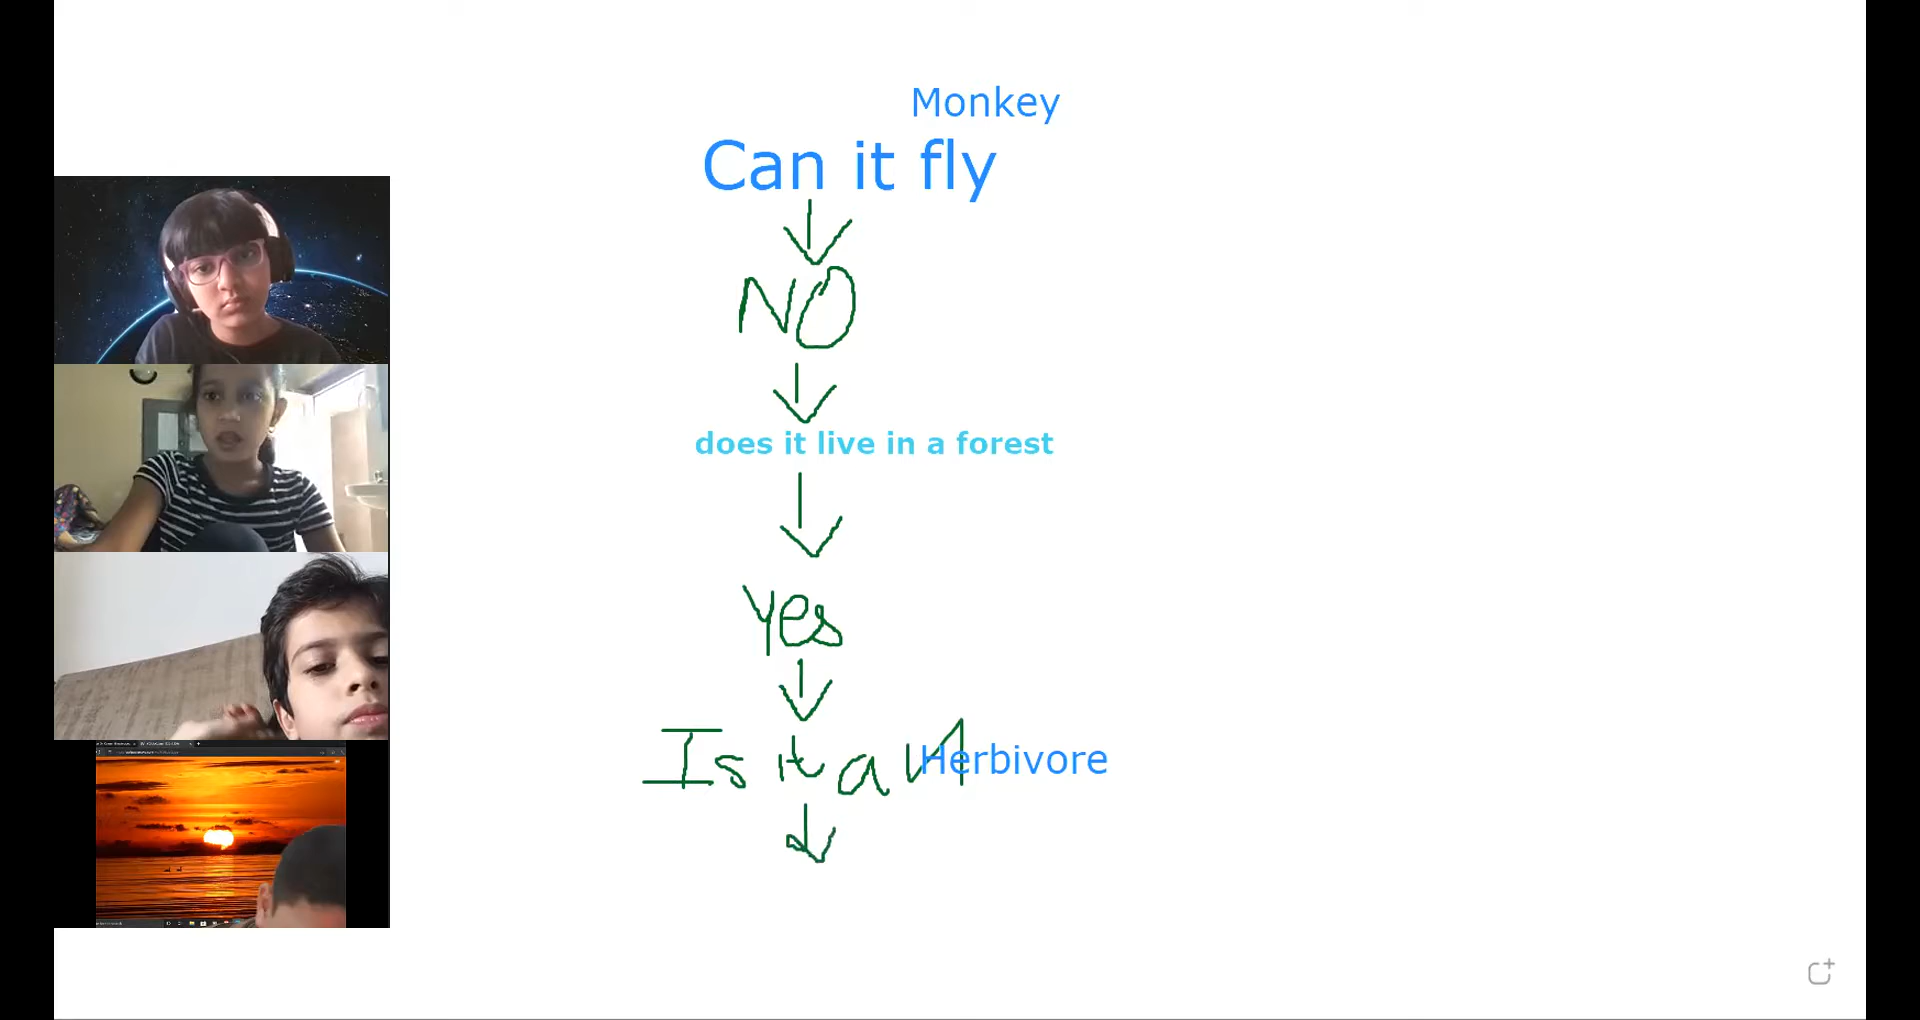 Monkey
Can it fly
NO
does it live in a forest
Yes
Is it a Herbivore